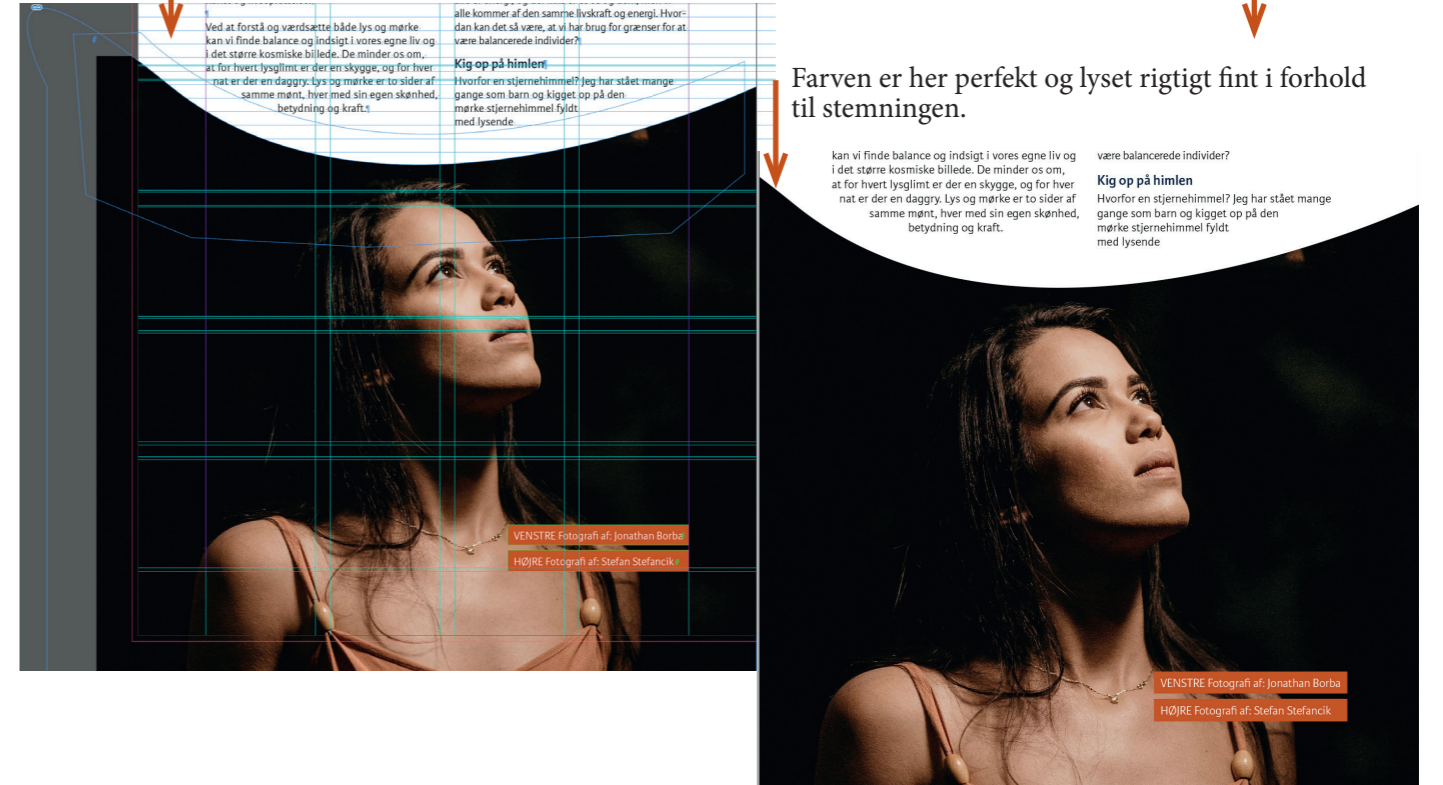 Ved at forstå og værdsætte både lys og mørke
kan vi finde balance og indsigt i vores egne liv og
i det større kosmiske billede. De minder os om,
at for hvert lysglimt er der en skygge, og for hver
nat er der en daggry. Lys og mørke er to sider af
samme mønt, hver med sin egen skønhed,
betydning og kraft.
alle kommer af den samme livskraft og energi. Hvor-
dan kan det så være, at vi har brug for grænser for at
være balancerede individer?
Kig op på himlen
Hvorfor en stjernehimmel? Jeg har stået mange
gange som barn og kigget op på den
mørke stjernehimmel fyldt
med lysende
VENSTRE Fotografi af: Jonathan Borba
HØJRE Fotografi af: Stefan Stefancik
Farven er her perfekt og lyset rigtigt fint i forhold
til stemningen.
kan vi finde balance og indsigt i vores egne liv og
i det større kosmiske billede. De minder os om,
at for hvert lysglimt er der en skygge, og for hver
nat er der en daggry. Lys og mørke er to sider af
samme mønt, hver med sin egen skønhed,
betydning og kraft.
være balancerede individer?
Kig op på himlen
Hvorfor en stjernehimmel? Jeg har stået mange
gange som barn og kigget op på den
mørke stjernehimmel fyldt
med lysende
VENSTRE Fotografi af: Jonathan Borba
HØJRE Fotografi af: Stefan Stefancik